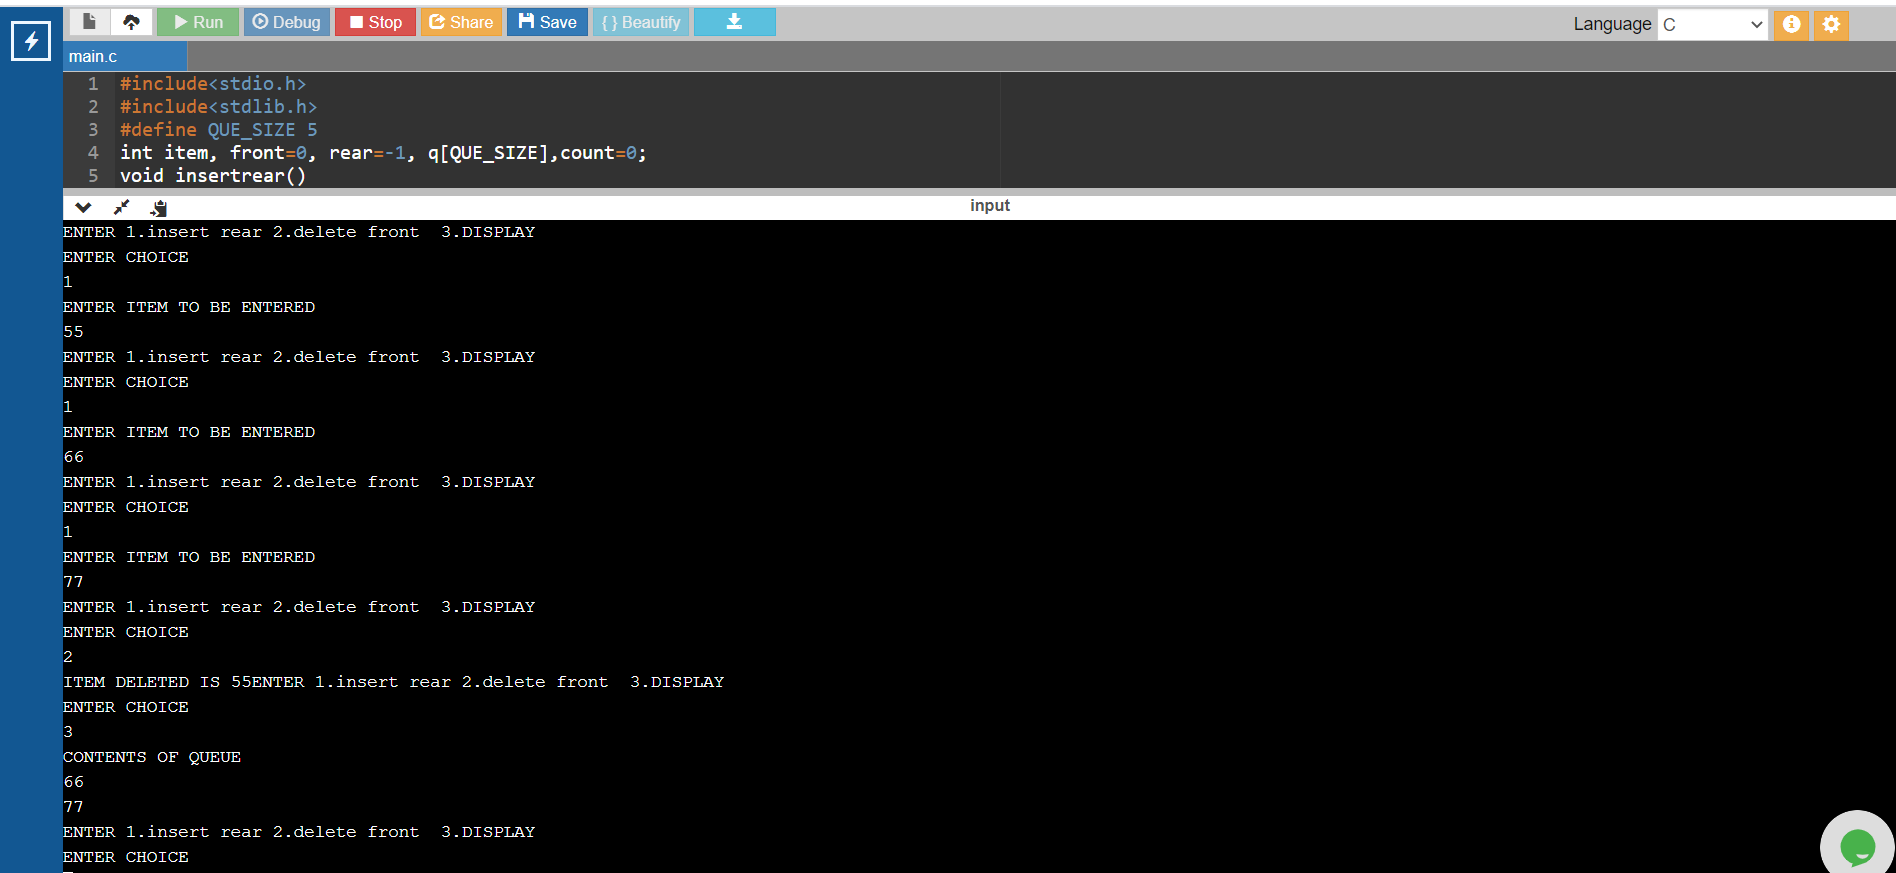 Run Debug Stop Share Save { } Beautify
Language C
main.c
1 #include<stdio.h>
2 #include<stdlib.h>
3 #define QUE_SIZE 5
4 int item, front=0, rear=-1, q[QUE_SIZE],count=0;
5 void insertrear()
input
ENTER 1.insert rear 2.delete front  3.DISPLAY
ENTER CHOICE
1
ENTER ITEM TO BE ENTERED
55
ENTER 1.insert rear 2.delete front  3.DISPLAY
ENTER CHOICE
1
ENTER ITEM TO BE ENTERED
66
ENTER 1.insert rear 2.delete front  3.DISPLAY
ENTER CHOICE
1
ENTER ITEM TO BE ENTERED
77
ENTER 1.insert rear 2.delete front  3.DISPLAY
ENTER CHOICE
2
ITEM DELETED IS 55ENTER 1.insert rear 2.delete front  3.DISPLAY
ENTER CHOICE
3
CONTENTS OF QUEUE
66
77
ENTER 1.insert rear 2.delete front  3.DISPLAY
ENTER CHOICE